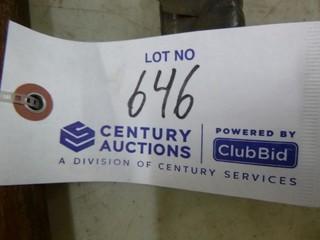 LOT NO
646
CENTURY AUCTIONS
POWERED BY
ClubBid
A DIVISION OF CENTURY SERVICES